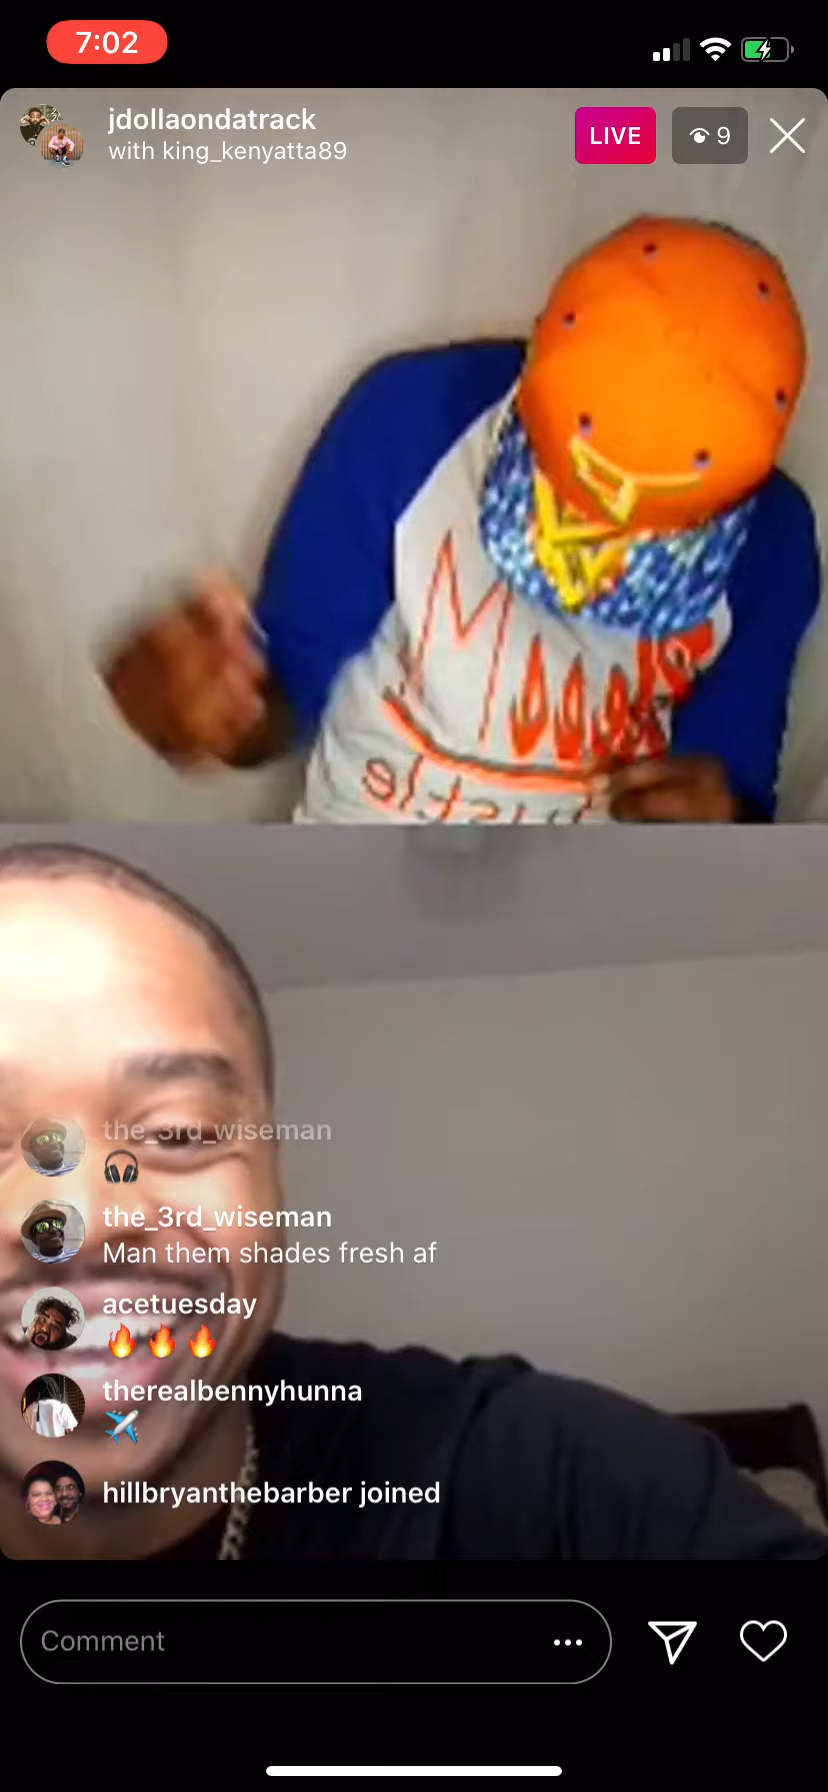 7:02
jdollaondatrack
with king_kenyatta89
LIVE
9
the_3rd_wiseman
the_3rd_wiseman
Man them shades fresh af
acetuesday
therealbennyhunna
hillbryanthebarber joined
Comment